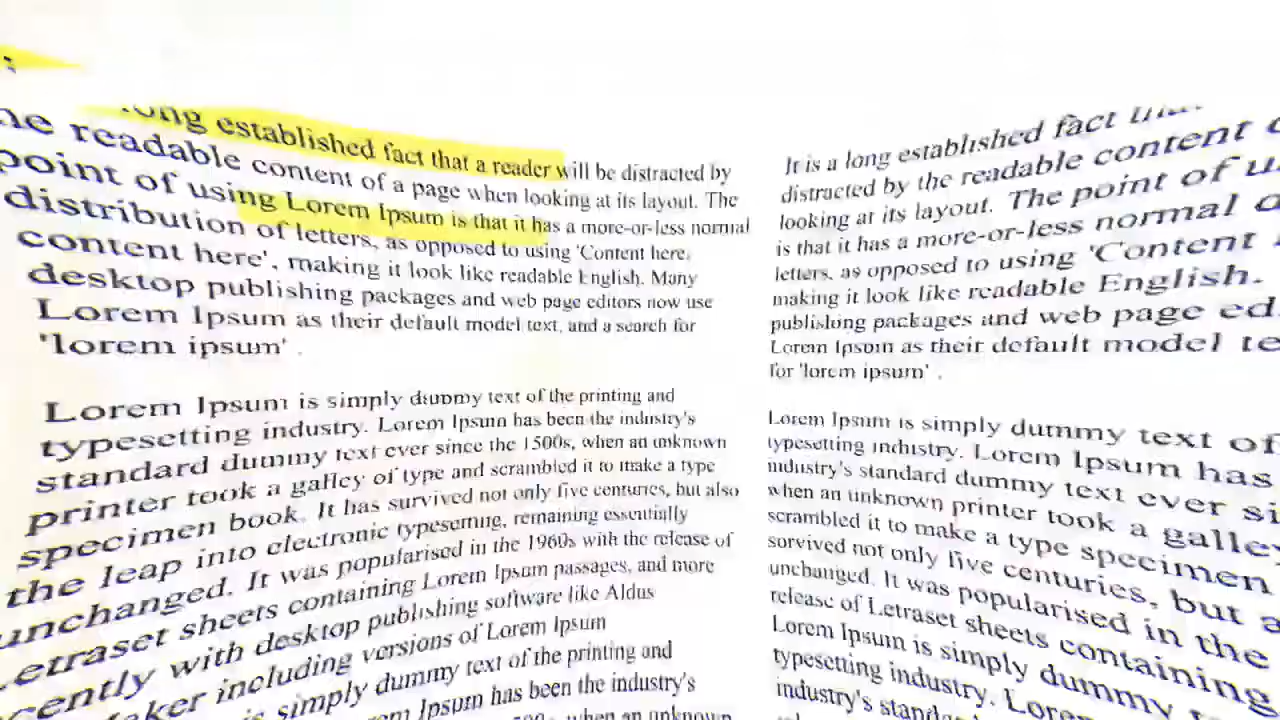 long established fact that a reader will be distracted by
readable content of a page when looking at its layout. The
point of using Lorem Ipsum is that it has a more-or-less normal
distribution of letters, as opposed to using 'Content here,
content here', making it look like readable English. Many
desktop publishing packages and web page editors now use
Lorem Ipsum as their default model text, and a search for
'lorem ipsum' .
Lorem Ipsum is simply dummy text of the printing and
typesetting industry. Lorem Ipsum has been the industry's
standard dummy text ever since the 1500s, when an unknown
printer took a galley of type and scrambled it to make a type
specimen book. It has survived not only five centuries, but also
the leap into electronic typesetting, remaining essentially
unchanged. It was popularised in the 1960s with the release of
etraset sheets containing Lorem Ipsum passages, and more
cently with desktop publishing software like Aldus
aker including versions of Lorem Ipsum
is simply dummy text of the printing and
Ipsum has been the industry's
when an unknown
It is a long established fact
distracted by the readable content
looking at its layout. The point of
is that it has a more-or-less normal
letters, as opposed to using 'Content
making it look like readable English.
publishing packages and web page ed
Lorem Ipsum as their default model te
for 'lorem ipsum' .
Lorem Ipsum is simply dummy text of
typesetting industry. Lorem Ipsum has
industry's standard dummy text ever si
when an unknown printer took a galley
scrambled it to make a type specimen
survived not only five centuries, but a
unchanged. It was popularised in the
release of Letraset sheets containing
Lorem Ipsum is simply dummy
typesetting industry. Lorem
industry's